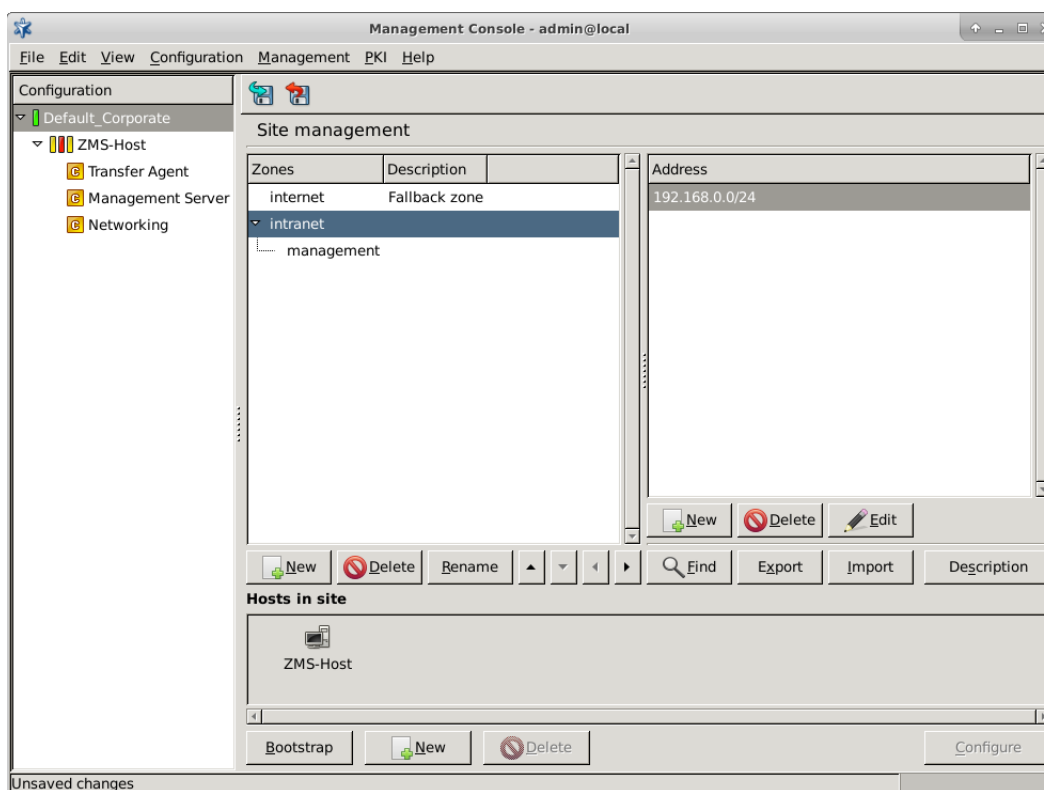 Management Console - admin@local
File Edit View Configuration Management PKI Help
Configuration
Default_Corporate
ZMS-Host
Transfer Agent
Management Server
Networking
Site management
Zones Description
internet Fallback zone
intranet
management
Address
192.168.0.0/24
New Delete Edit
New Delete Rename Find Export Import Description
Hosts in site
ZMS-Host
Bootstrap New Delete Configure
Unsaved changes